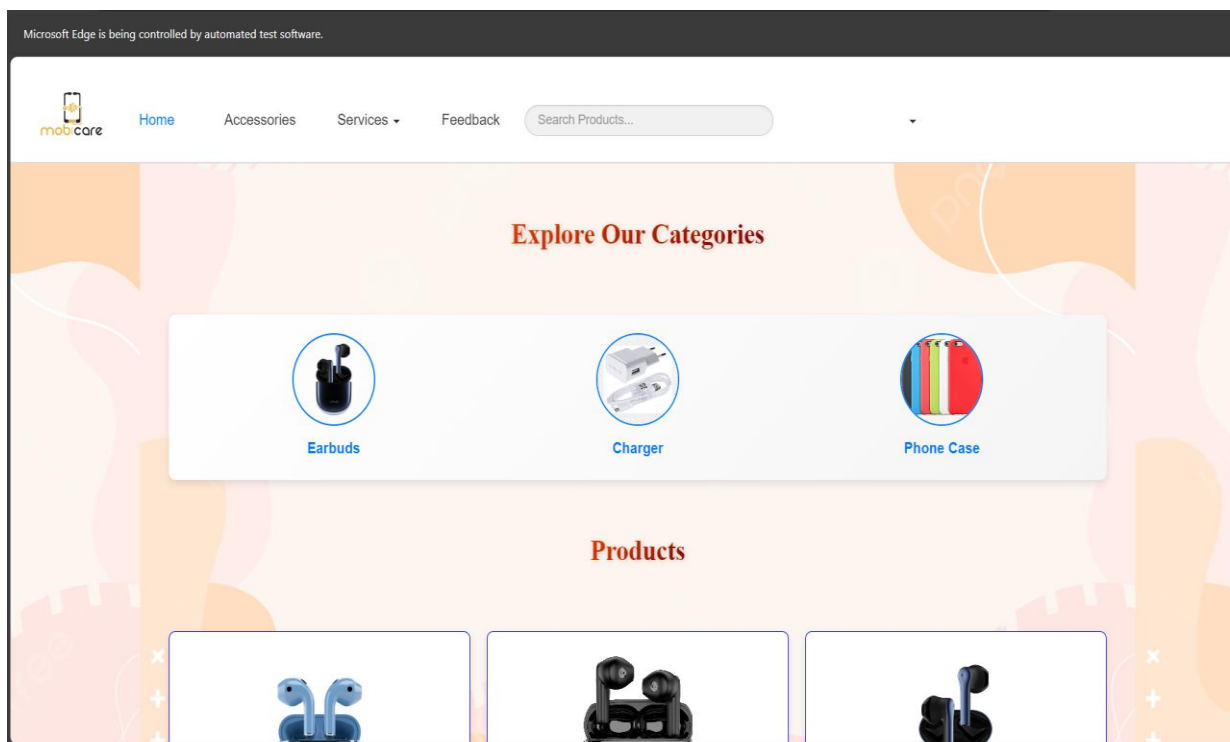 Microsoft Edge is being controlled by automated test software.
mobicare
Home
Accessories
Services
Feedback
Search Products...
Explore Our Categories
Earbuds
Charger
Phone Case
Products